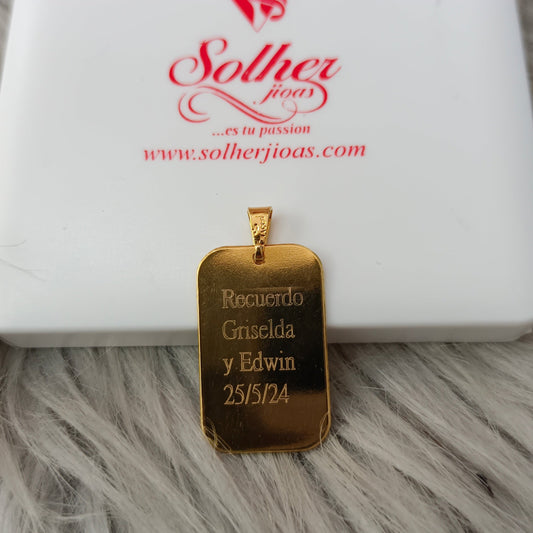 Solher
jioas
...es tu passion
www.solherjioas.com
Recuerdo
Griselda
y Edwin
25/5/24